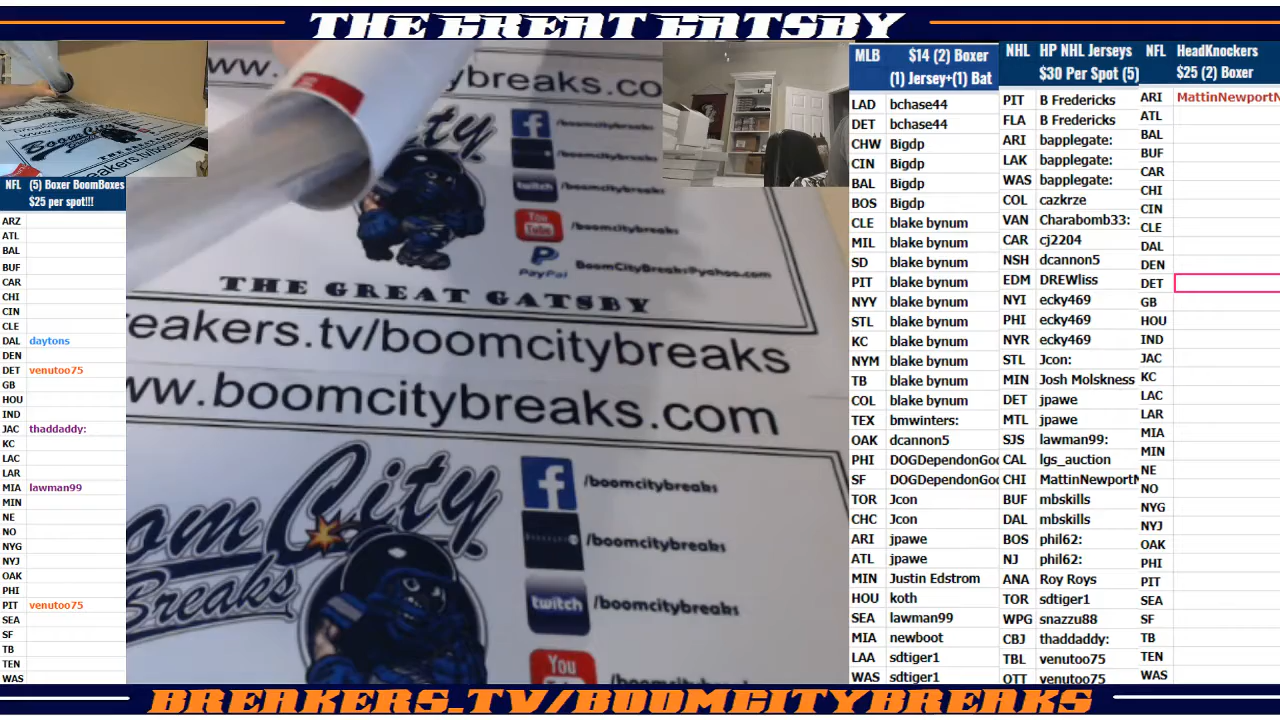 THE GREAT GATSBY
NFL (5) Boxer BoomBoxes
$25 per spot!!!
ARZ
ATL
BAL
BUF
CAR
CHI
CIN
CLE
DAL daytons
DEN
DET venutoo75
GB
HOU
IND
JAC thaddaddy:
KC
LAC
LAR
MIA lawman99
MIN
NE
NO
NYG
NYJ
OAK
PHI
PIT venutoo75
SEA
SF
TB
TEN
WAS
/boomcitybreaks
/boomcitybreaks
twitch /boomcitybreaks
You Tube /boomcitybreaks
PayPal BoomCityBreaks@yahoo.com
THE GREAT GATSBY
eakers.tv/boomcitybreaks
ww.boomcitybreaks.com
om City
Breaks
/boomcitybreaks
/boomcitybreaks
twitch /boomcitybreaks
You
MLB $14 (2) Boxer
(1) Jersey+(1) Bat
LAD bchase44
DET bchase44
CHW Bigdp
CIN Bigdp
BAL Bigdp
BOS Bigdp
CLE blake bynum
MIL blake bynum
SD blake bynum
PIT blake bynum
NYY blake bynum
STL blake bynum
KC blake bynum
NYM blake bynum
TB blake bynum
COL blake bynum
TEX bmwinters:
OAK dcannon5
PHI DOGDependonGod
SF DOGDependonGod
TOR Jcon
CHC Jcon
ARI jpawe
ATL jpawe
MIN Justin Edstrom
HOU koth
SEA lawman99
MIA newboot
LAA sdtiger1
WAS sdtiger1
NHL HP NHL Jerseys
$30 Per Spot (5)
PIT B Fredericks
FLA B Fredericks
ARI bapplegate:
LAK bapplegate:
WAS bapplegate:
COL cazkrze
VAN Charabomb33:
CAR cj2204
NSH dcannon5
EDM DREWliss
NYI ecky469
PHI ecky469
NYR ecky469
STL Jcon:
MIN Josh Molskness
DET jpawe
MTL jpawe
SJS lawman99:
CAL lgs_auction
CHI MattinNewportN
BUF mbskills
DAL mbskills
BOS phil62:
NJ phil62:
ANA Roy Roys
TOR sdtiger1
WPG snazzu88
CBJ thaddaddy:
TBL venutoo75
OTT venutoo75
NFL HeadKnockers
$25 (2) Boxer
ARI MattinNewportN
ATL
BAL
BUF
CAR
CHI
CIN
CLE
DAL
DEN
DET
GB
HOU
IND
JAC
KC
LAC
LAR
MIA
MIN
NE
NO
NYG
NYJ
OAK
PHI
PIT
SEA
SF
TB
TEN
WAS
BREAKERS.TV/BOOMCITYBREAKS